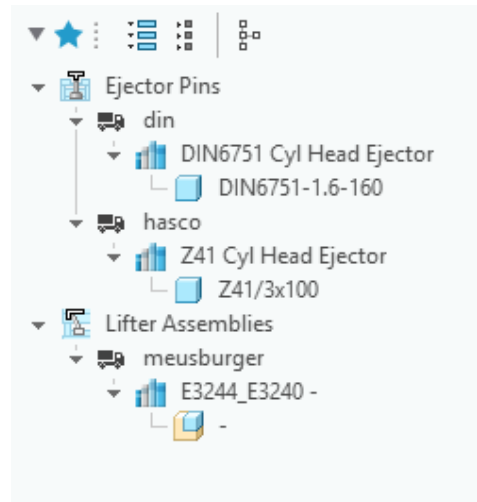 Ejector Pins
din
DIN6751 Cyl Head Ejector
DIN6751-1.6-160
hasco
Z41 Cyl Head Ejector
Z41/3x100
Lifter Assemblies
meusburger
E3244_E3240 -
-